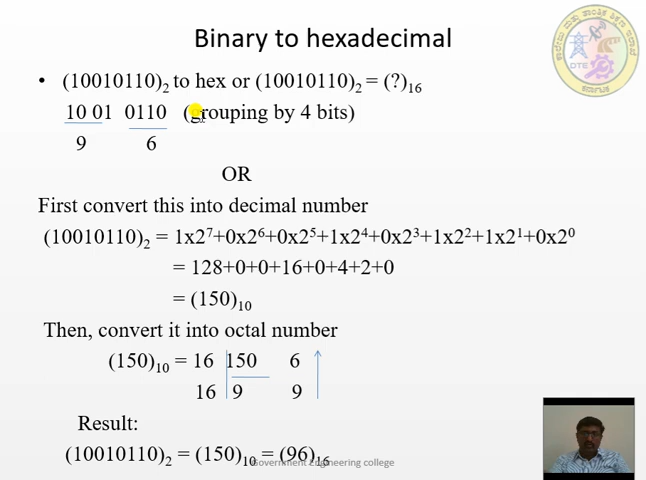 Binary to hexadecimal
• (10010110)₂ to hex or (10010110)₂ = (?)₁₆
10 01 0110 (grouping by 4 bits)
9 6
OR
First convert this into decimal number
(10010110)₂ = 1x2⁷+0x2⁶+0x2⁵+1x2⁴+0x2³+1x2²+1x2¹+0x2⁰
= 128+0+0+16+0+4+2+0
= (150)₁₀
Then, convert it into octal number
(150)₁₀ = 16 150 6
16 9 9
Result:
(10010110)₂ = (150)₁₀ = (96)₁₆
Government Engineering college
DTE